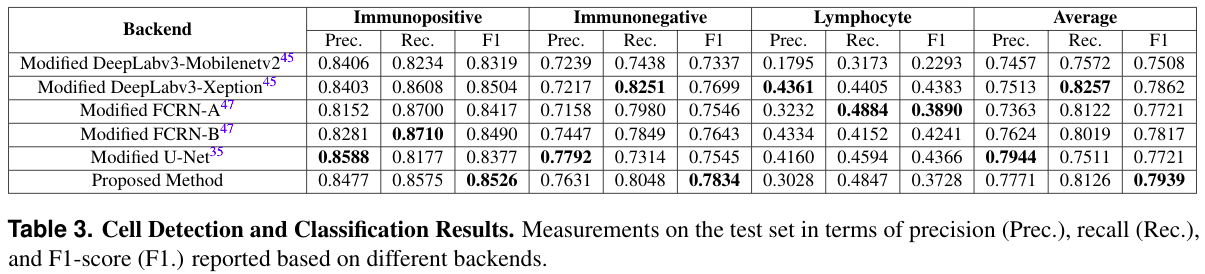 Backend Immunopositive Immunonegative Lymphocyte Average
Prec. Rec. F1 Prec. Rec. F1 Prec. Rec. F1 Prec. Rec. F1
Modified DeepLabv3-Mobilenetv245 0.8406 0.8234 0.8319 0.7239 0.7438 0.7337 0.1795 0.3173 0.2293 0.7457 0.7572 0.7508
Modified DeepLabv3-Xeption45 0.8403 0.8608 0.8504 0.7217 0.8251 0.7699 0.4361 0.4405 0.4383 0.7513 0.8257 0.7862
Modified FCRN-A47 0.8152 0.8700 0.8417 0.7158 0.7980 0.7546 0.3232 0.4884 0.3890 0.7363 0.8122 0.7721
Modified FCRN-B47 0.8281 0.8710 0.8490 0.7447 0.7849 0.7643 0.4334 0.4152 0.4241 0.7624 0.8019 0.7817
Modified U-Net35 0.8588 0.8177 0.8377 0.7792 0.7314 0.7545 0.4160 0.4594 0.4366 0.7944 0.7511 0.7721
Proposed Method 0.8477 0.8575 0.8526 0.7631 0.8048 0.7834 0.3028 0.4847 0.3728 0.7771 0.8126 0.7939
Table 3. Cell Detection and Classification Results. Measurements on the test set in terms of precision (Prec.), recall (Rec.),
and F1-score (F1.) reported based on different backends.